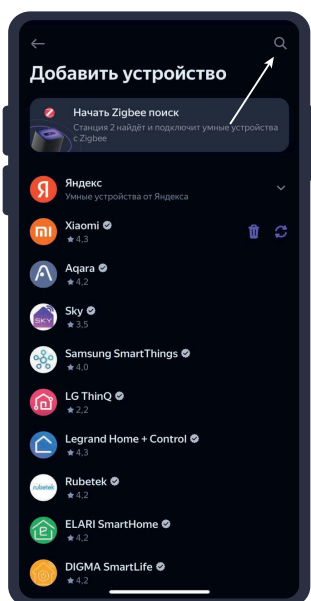 Добавить устройство
Начать Zigbee поиск
Станция 2 найдёт и подключит умные устройства
с Zigbee
Я
Яндекс
Умные устройства от Яндекса
Xiaomi
4,3
Aqara
4,2
SKY
Sky
3,5
Samsung SmartThings
4,0
LG ThinQ
2,2
Legrand Home + Control
4,3
rubetek
Rubetek
4,2
ELARI SmartHome
4,2
DIGMA SmartLife
4,2